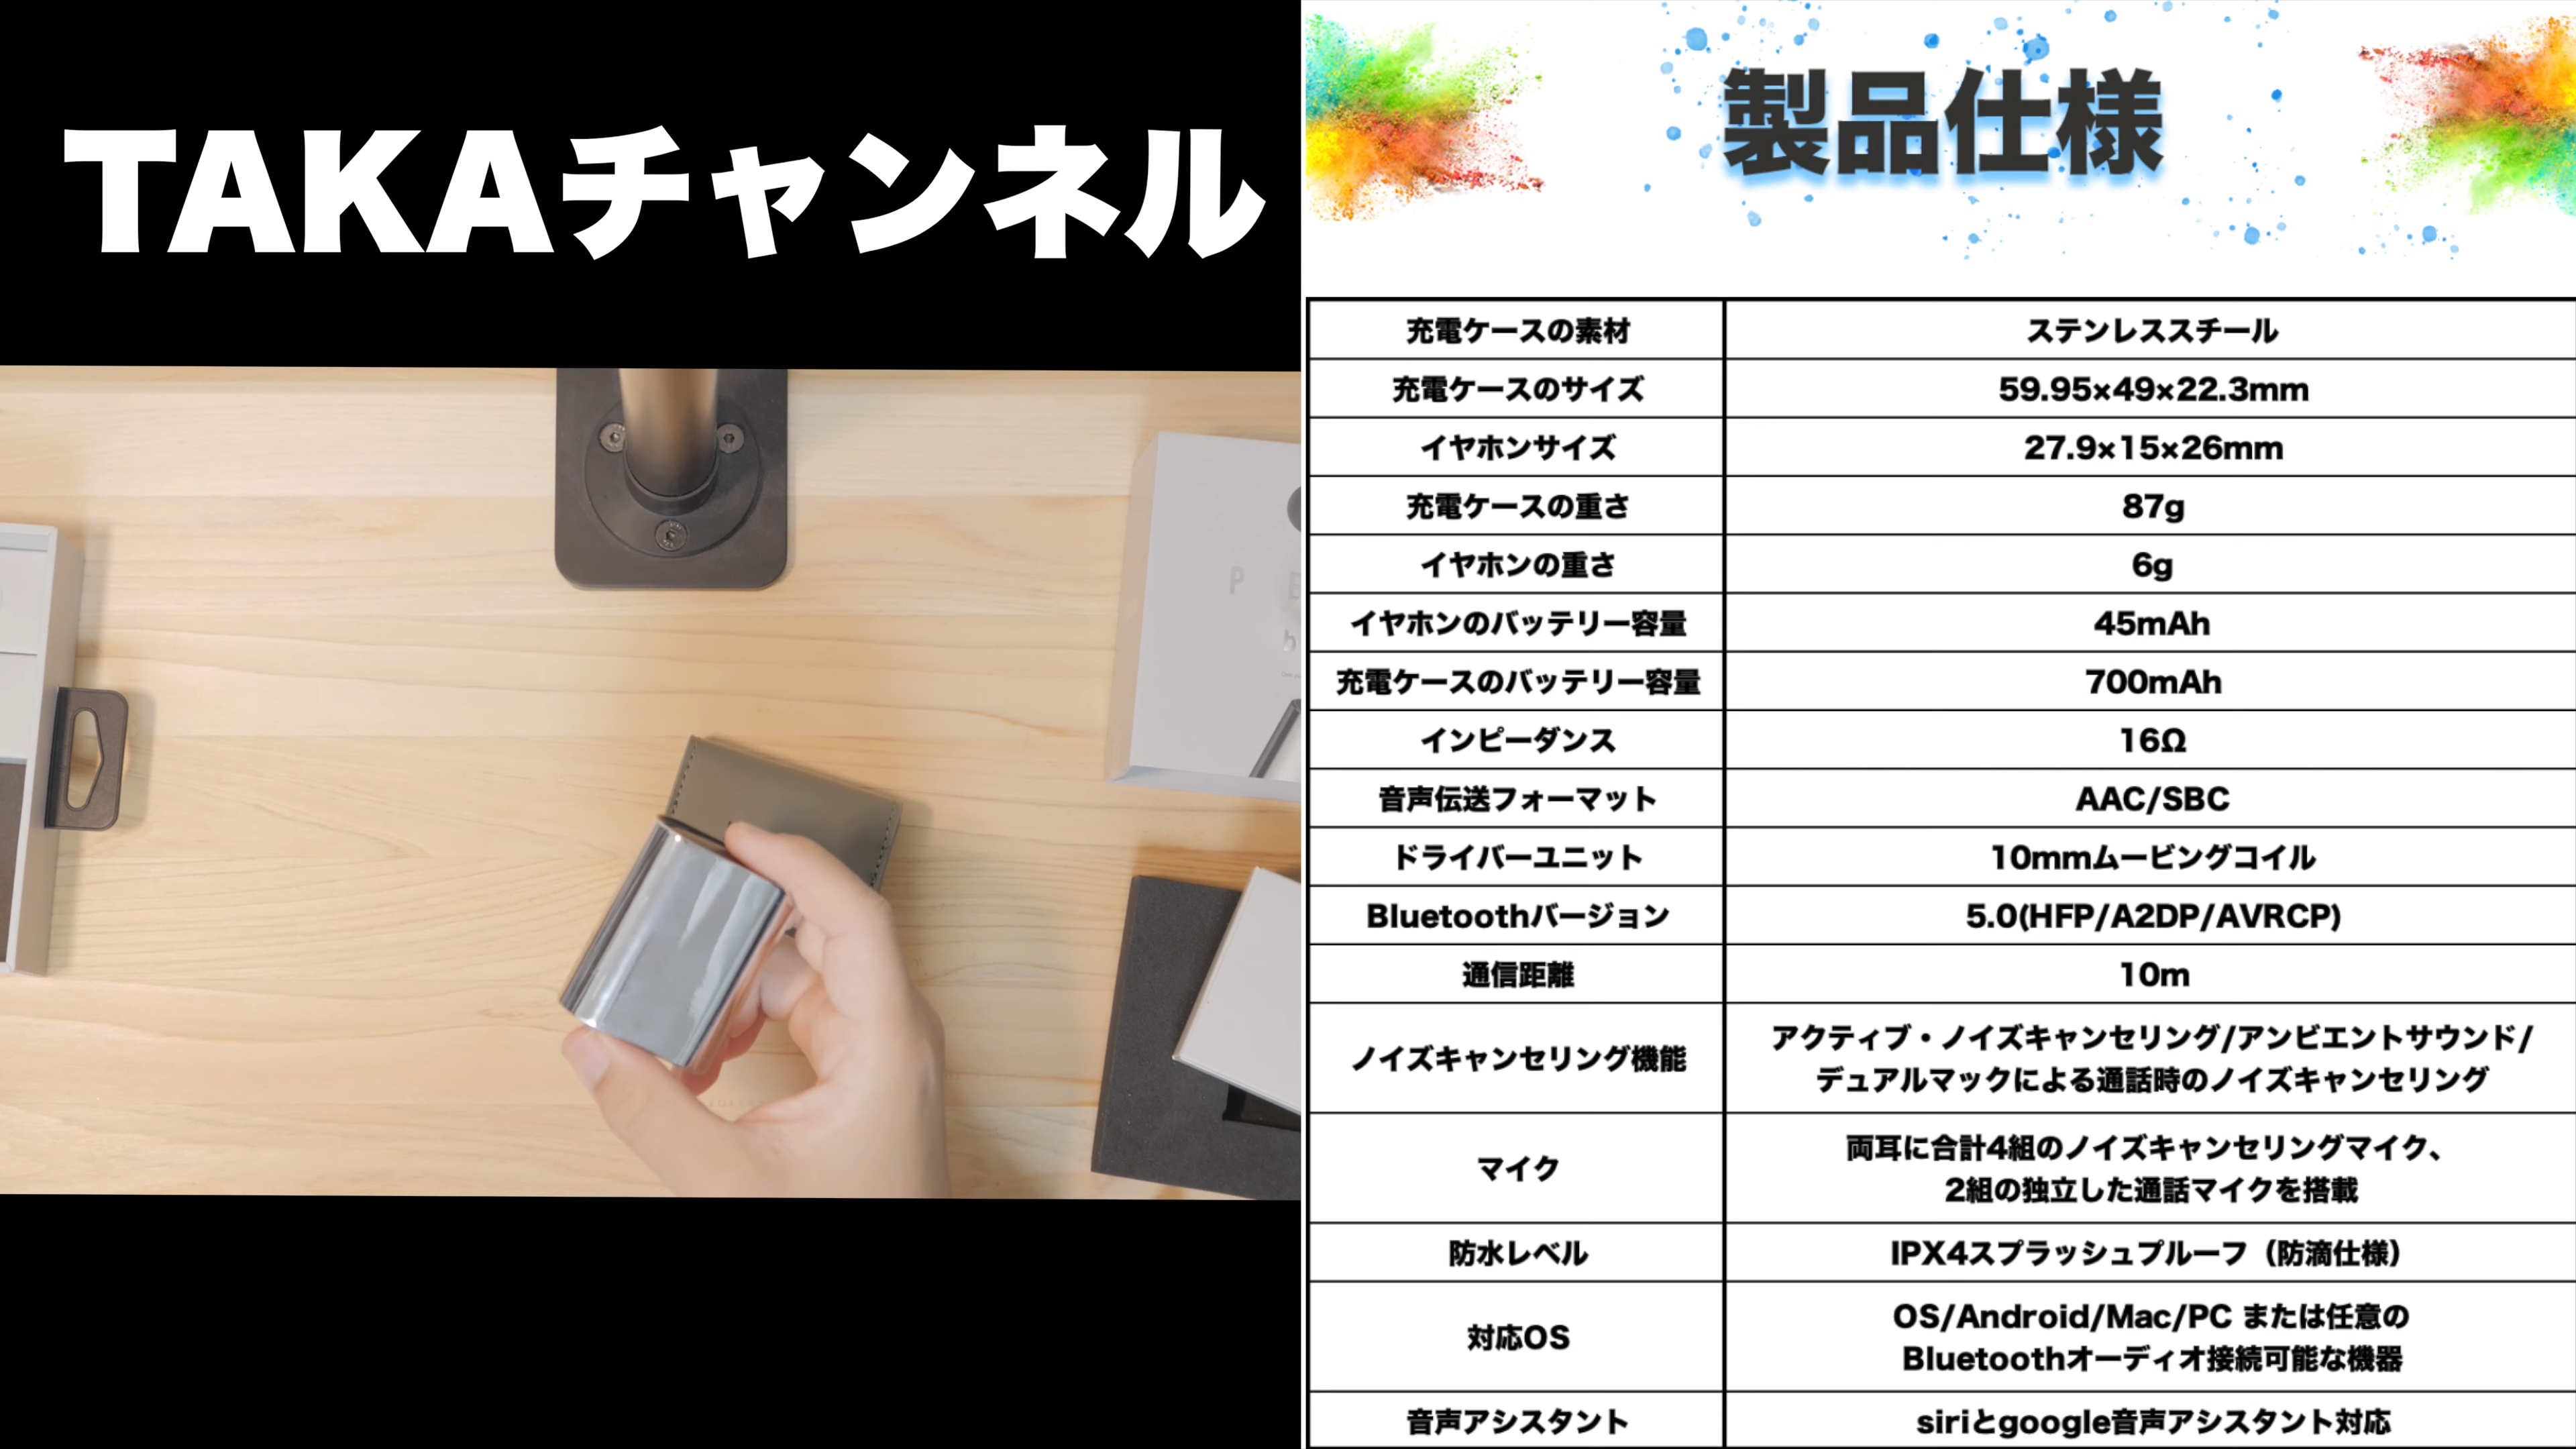 TAKAチャンネル
製品仕様
充電ケースの素材
ステンレススチール
充電ケースのサイズ
59.95×49×22.3mm
イヤホンサイズ
27.9×15×26mm
充電ケースの重さ
87g
イヤホンの重さ
6g
イヤホンのバッテリー容量
45mAh
充電ケースのバッテリー容量
700mAh
インピーダンス
16Ω
音声伝送フォーマット
AAC/SBC
ドライバーユニット
10mmムービングコイル
Bluetoothバージョン
5.0(HFP/A2DP/AVRCP)
通信距離
10m
ノイズキャンセリング機能
アクティブ・ノイズキャンセリング/アンビエントサウンド/
デュアルマックによる通話時のノイズキャンセリング
マイク
両耳に合計4組のノイズキャンセリングマイク、
2組の独立した通話マイクを搭載
防水レベル
IPX4スプラッシュプルーフ（防滴仕様）
対応OS
OS/Android/Mac/PC または任意の
Bluetoothオーディオ接続可能な機器
音声アシスタント
siriとgoogle音声アシスタント対応